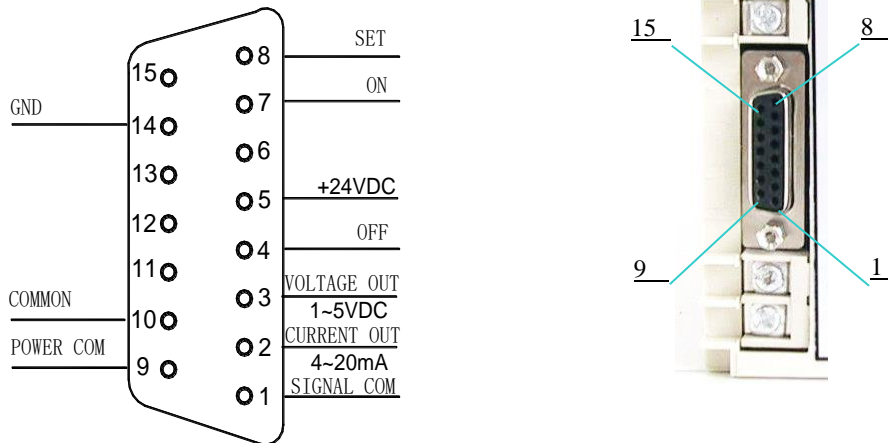 SET
15
8
8
15
ON
7
GND
14
6
13
+24VDC
5
12
OFF
4
11
VOLTAGE OUT
3
1~5VDC
COMMON
10
CURRENT OUT
2
POWER COM
9
4~20mA
SIGNAL COM
1
9
1